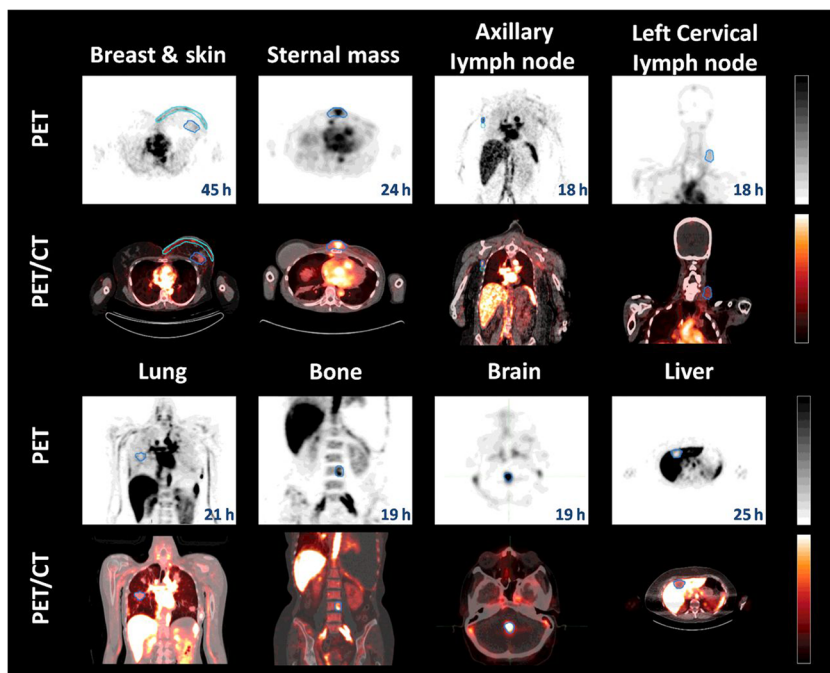 Breast & skin
Sternal mass
Axillary
lymph node
Left Cervical
lymph node
PET
45 h
24 h
18 h
18 h
PET/CT
Lung
Bone
Brain
Liver
PET
21 h
19 h
19 h
25 h
PET/CT